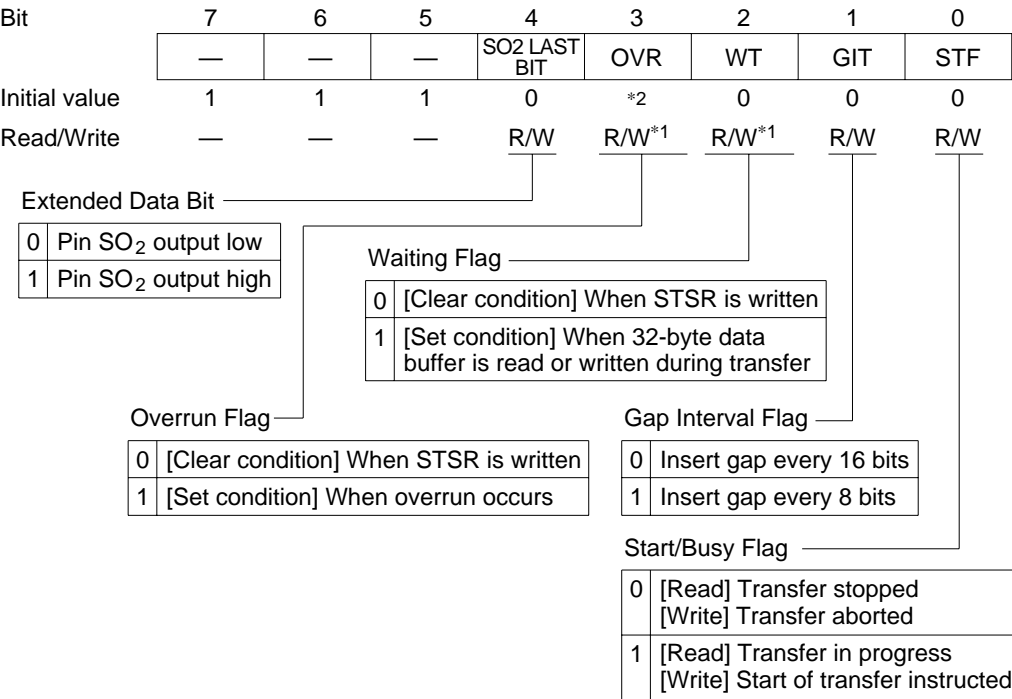 Bit 7 6 5 4 3 2 1 0
— — — SO2 LAST BIT OVR WT GIT STF
Initial value 1 1 1 0 *2 0 0 0
Read/Write — — — R/W R/W*1 R/W*1 R/W R/W
Extended Data Bit
0 Pin SO2 output low
1 Pin SO2 output high
Waiting Flag
0 [Clear condition] When STSR is written
1 [Set condition] When 32-byte data
buffer is read or written during transfer
Overrun Flag
0 [Clear condition] When STSR is written
1 [Set condition] When overrun occurs
Gap Interval Flag
0 Insert gap every 16 bits
1 Insert gap every 8 bits
Start/Busy Flag
0 [Read] Transfer stopped
[Write] Transfer aborted
1 [Read] Transfer in progress
[Write] Start of transfer instructed